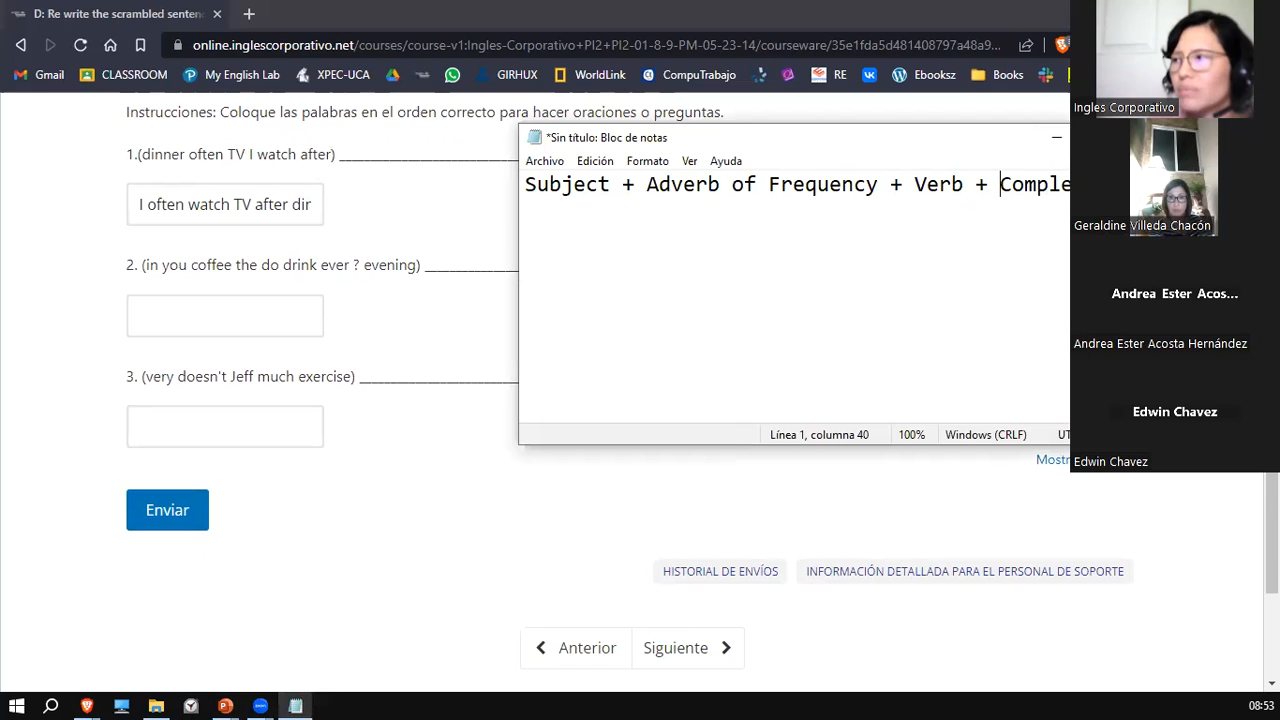 D: Re write the scrambled senten
online.inglescorporativo.net/courses/course-v1:Ingles-Corporativo+PI2+PI2-01-8-9-PM-05-23-14/courseware/35e1fda5d481408797a48a9...
Gmail CLASSROOM My English Lab XPEC-UCA GIRHUX WorldLink CompuTrabajo RE Ebooksz Books
Instrucciones: Coloque las palabras en el orden correcto para hacer oraciones o preguntas.
1.(dinner often TV I watch after) ____________________
I often watch TV after dir
2. (in you coffee the do drink ever ? evening) ___________
3. (very doesn't Jeff much exercise) __________________
Enviar
*Sin título: Bloc de notas
Archivo Edición Formato Ver Ayuda
Subject + Adverb of Frequency + Verb + Comple
Línea 1, columna 40 100% Windows (CRLF) UT
Mostr
HISTORIAL DE ENVÍOS INFORMACIÓN DETALLADA PARA EL PERSONAL DE SOPORTE
Anterior Siguiente
Ingles Corporativo
Geraldine Villeda Chacón
Andrea Ester Acos...
Andrea Ester Acosta Hernández
Edwin Chavez
Edwin Chavez
08:53